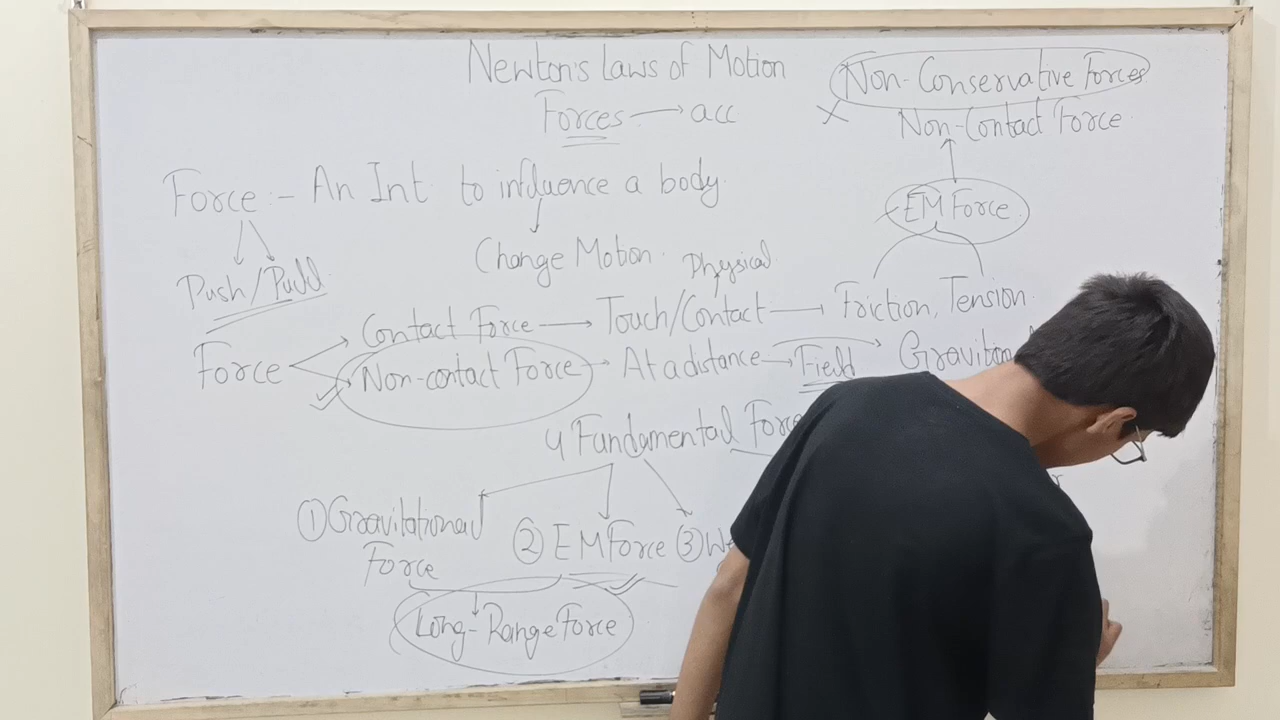 Newton's Laws of Motion
Non-Conservative Forces
Forces → acc
X Non-Contact Force
Force :- An Int. to influence a body.
EM Force
Change Motion.
Push/Pull
Physical
Contact Force → Touch/Contact → Friction, Tension
Force
Non-contact Force → At a distance → Field →
4 Fundamental
① Gravitational
② EM Force ③
Force
Long-Range Force